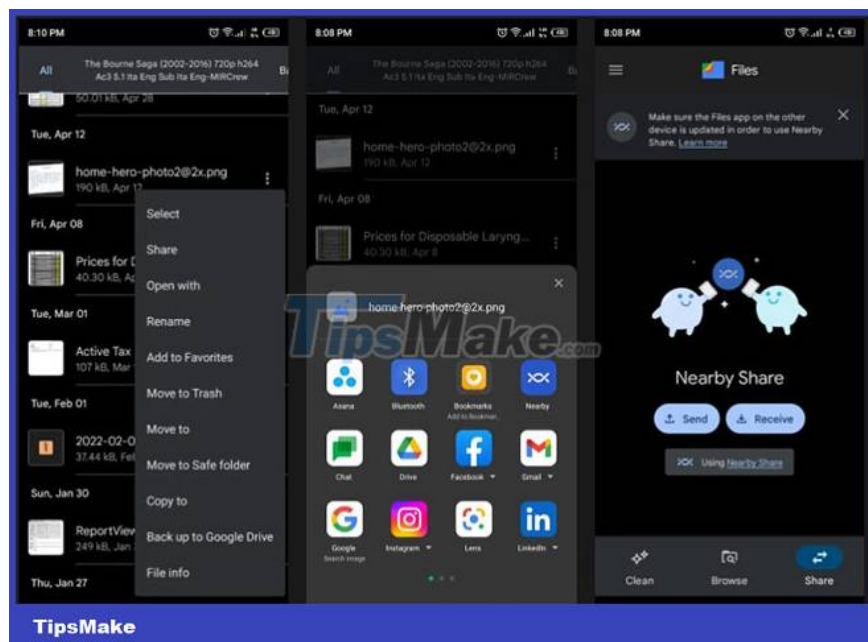 8:10 PM
All
The Bourne Saga (2002-2016) 720p h264
Ac3 5.1 Ita Eng Sub Ita Eng-MIRCrew
50.01 kB, Apr 28
Tue, Apr 12
home-hero-photo2@2x.png
190 kB, Apr 12
Fri, Apr 08
Prices for D
40.30 kB, Ap
Tue, Mar 01
Active Tax
107 kB, Mar
Tue, Feb 01
2022-02-0
37.44 kB, Feb
Sun, Jan 30
ReportView
249 kB, Jan
Thu, Jan 27
Select
Share
Open with
Rename
Add to Favorites
Move to Trash
Move to
Move to Safe folder
Copy to
Back up to Google Drive
File info
8:08 PM
All
The Bourne Saga (2002-2016) 720p h264
Ac3 5.1 Ita Eng Sub Ita Eng-MIRCrew
Tue, Apr 12
home-hero-photo2@2x.png
190 kB, Apr 12
Fri, Apr 08
Prices for Disposable Laryng...
40.30 kB, Apr 8
home-hero-photo2@2x.png
Asana
Bluetooth
Bookmarks
Add to Bookmar...
Nearby
Chat
Drive
Facebook
Gmail
Google
Search Image
Instagram
Lens
LinkedIn
8:08 PM
Files
Make sure the Files app on the other
device is updated in order to use Nearby
Share. Learn more
Nearby Share
Send
Receive
Using Nearby Share
Clean
Browse
Share
TipsMake.com
TipsMake